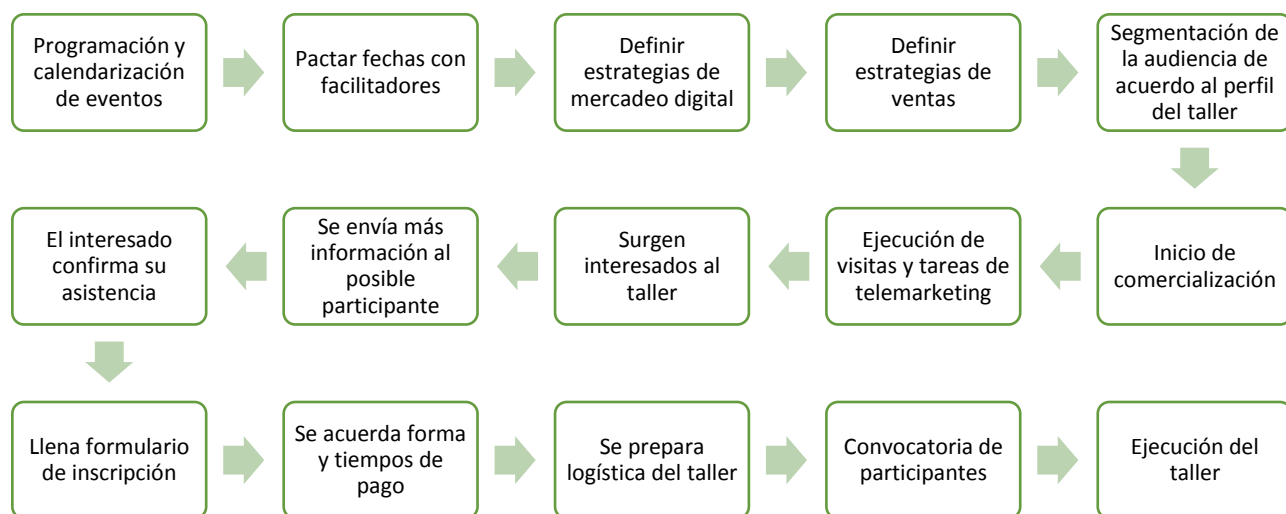 Programación y
calendarización
de eventos
Pactar fechas con
facilitadores
Definir
estrategias de
mercadeo digital
Definir
estrategias de
ventas
Segmentación de
la audiencia de
acuerdo al perfil
del taller
Inicio de
comercialización
Ejecución de
visitas y tareas de
telemarketing
Surgen
interesados al
taller
Se envía más
información al
posible
participante
El interesado
confirma su
asistencia
Llena formulario
de inscripción
Se acuerda forma
y tiempos de
pago
Se prepara
logística del taller
Convocatoria de
participantes
Ejecución del
taller